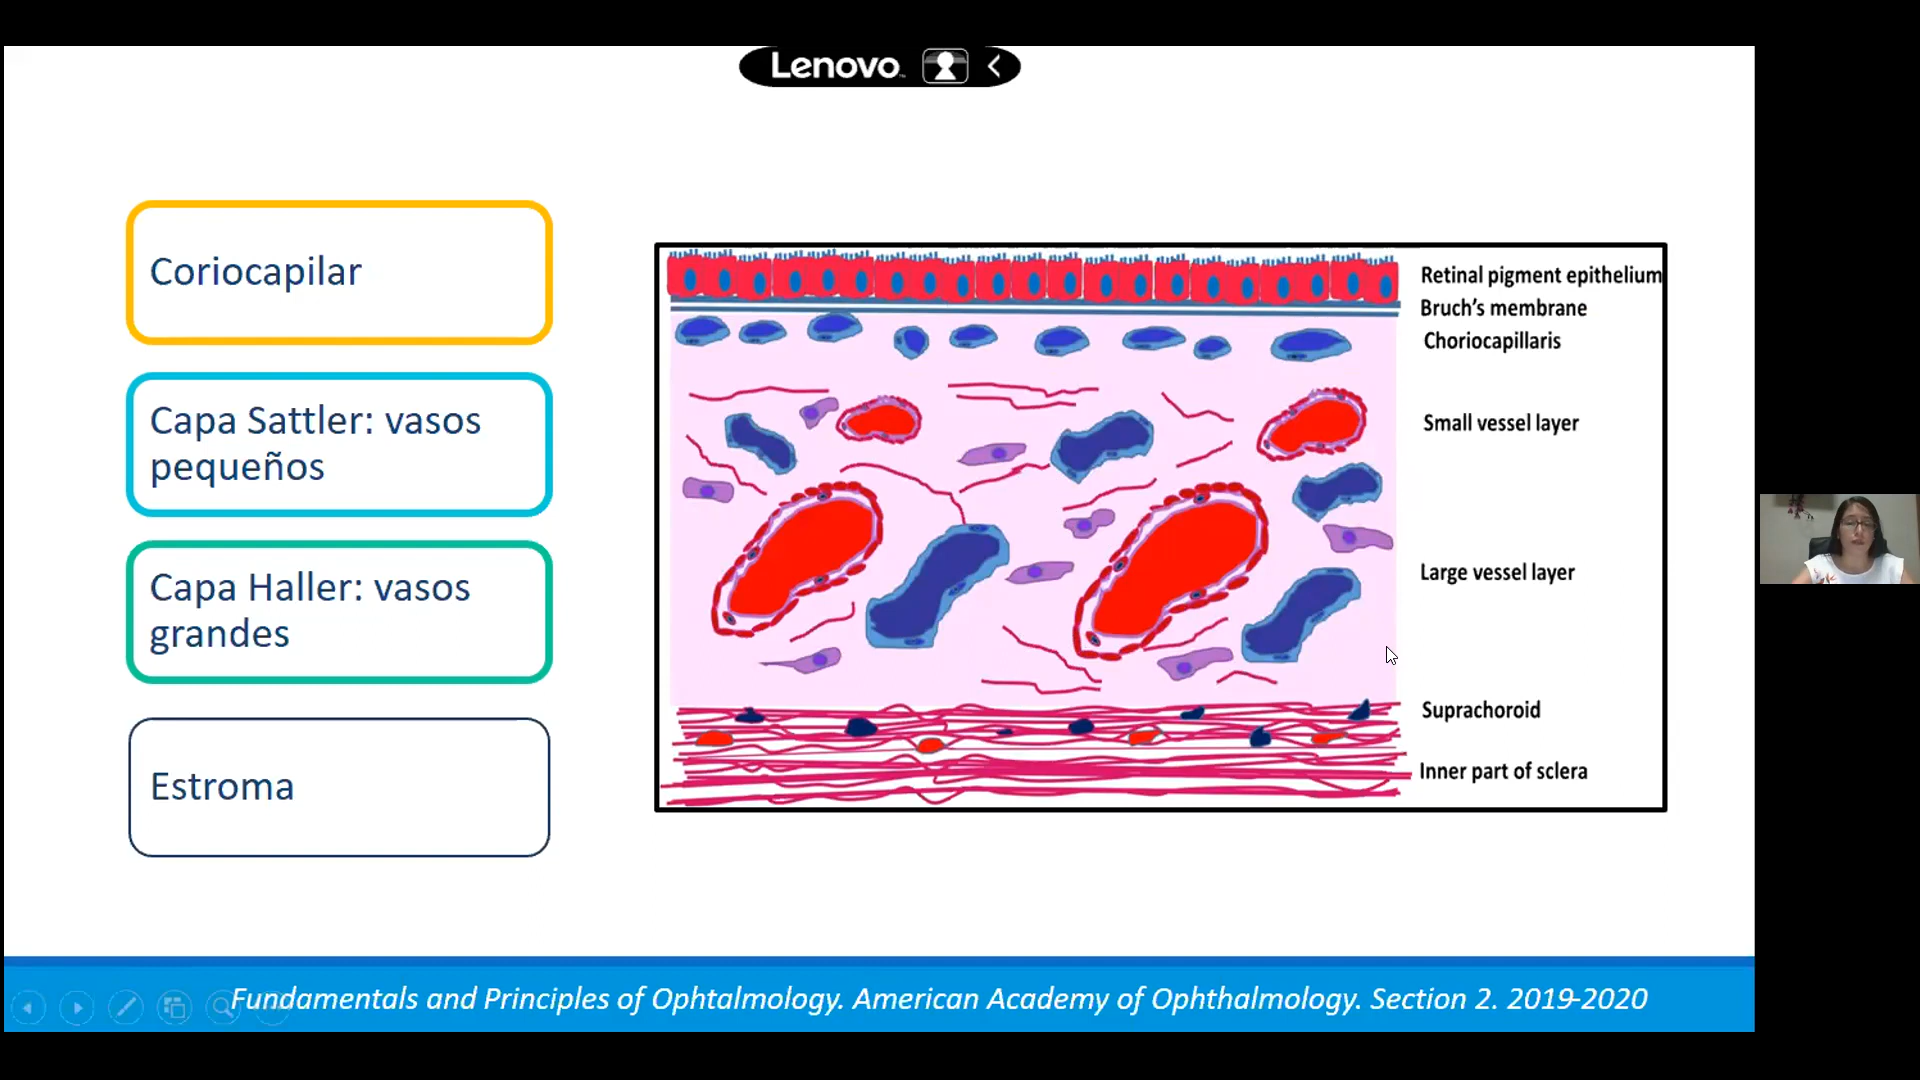 Lenovo
Coriocapilar
Capa Sattler: vasos
pequeños
Capa Haller: vasos
grandes
Estroma
Retinal pigment epithelium
Bruch's membrane
Choriocapillaris
Small vessel layer
Large vessel layer
Suprachoroid
Inner part of sclera
Fundamentals and Principles of Ophtalmology. American Academy of Ophthalmology. Section 2. 2019-2020